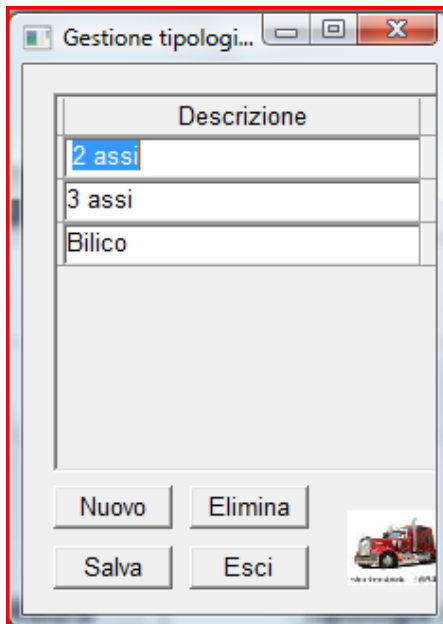 Gestione tipologi...
Descrizione
2 assi
3 assi
Bilico
Nuovo Elimina
Salva Esci